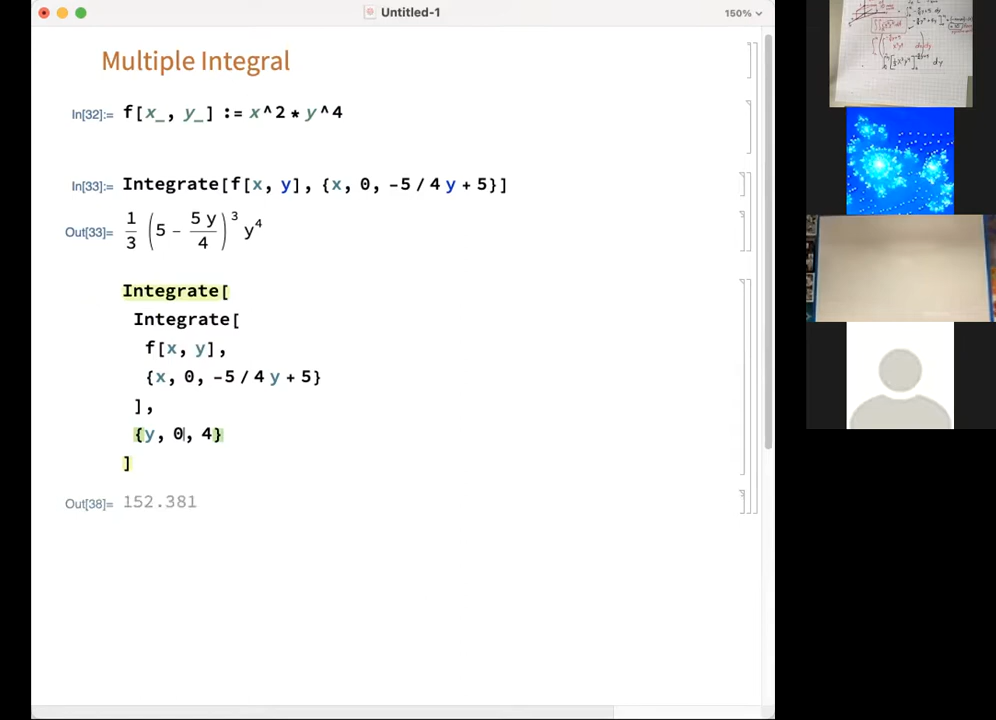 Untitled-1
150%
Multiple Integral
In[32]:= f[x_, y_] := x^2 * y^4
In[33]:= Integrate[f[x, y], {x, 0, -5 / 4 y + 5}]
Out[33]= 1/3 (5 - 5 y/4)^3 y^4
Integrate[
Integrate[
f[x, y],
{x, 0, -5 / 4 y + 5}
],
{y, 0, 4}
]
Out[38]= 152.381